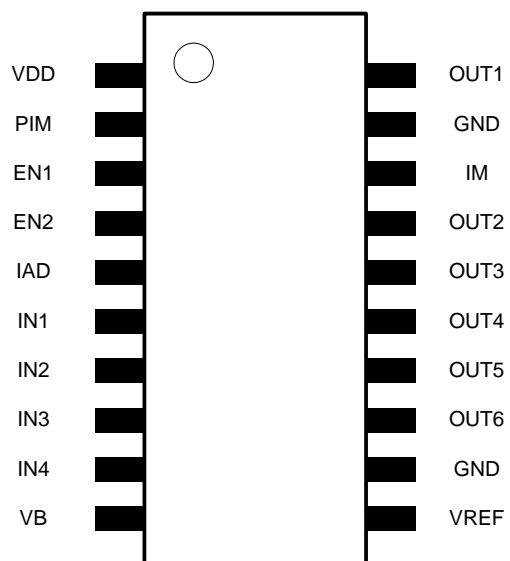 VDD OUT1
PIM GND
EN1 IM
EN2 OUT2
IAD OUT3
IN1 OUT4
IN2 OUT5
IN3 OUT6
IN4 GND
VB VREF